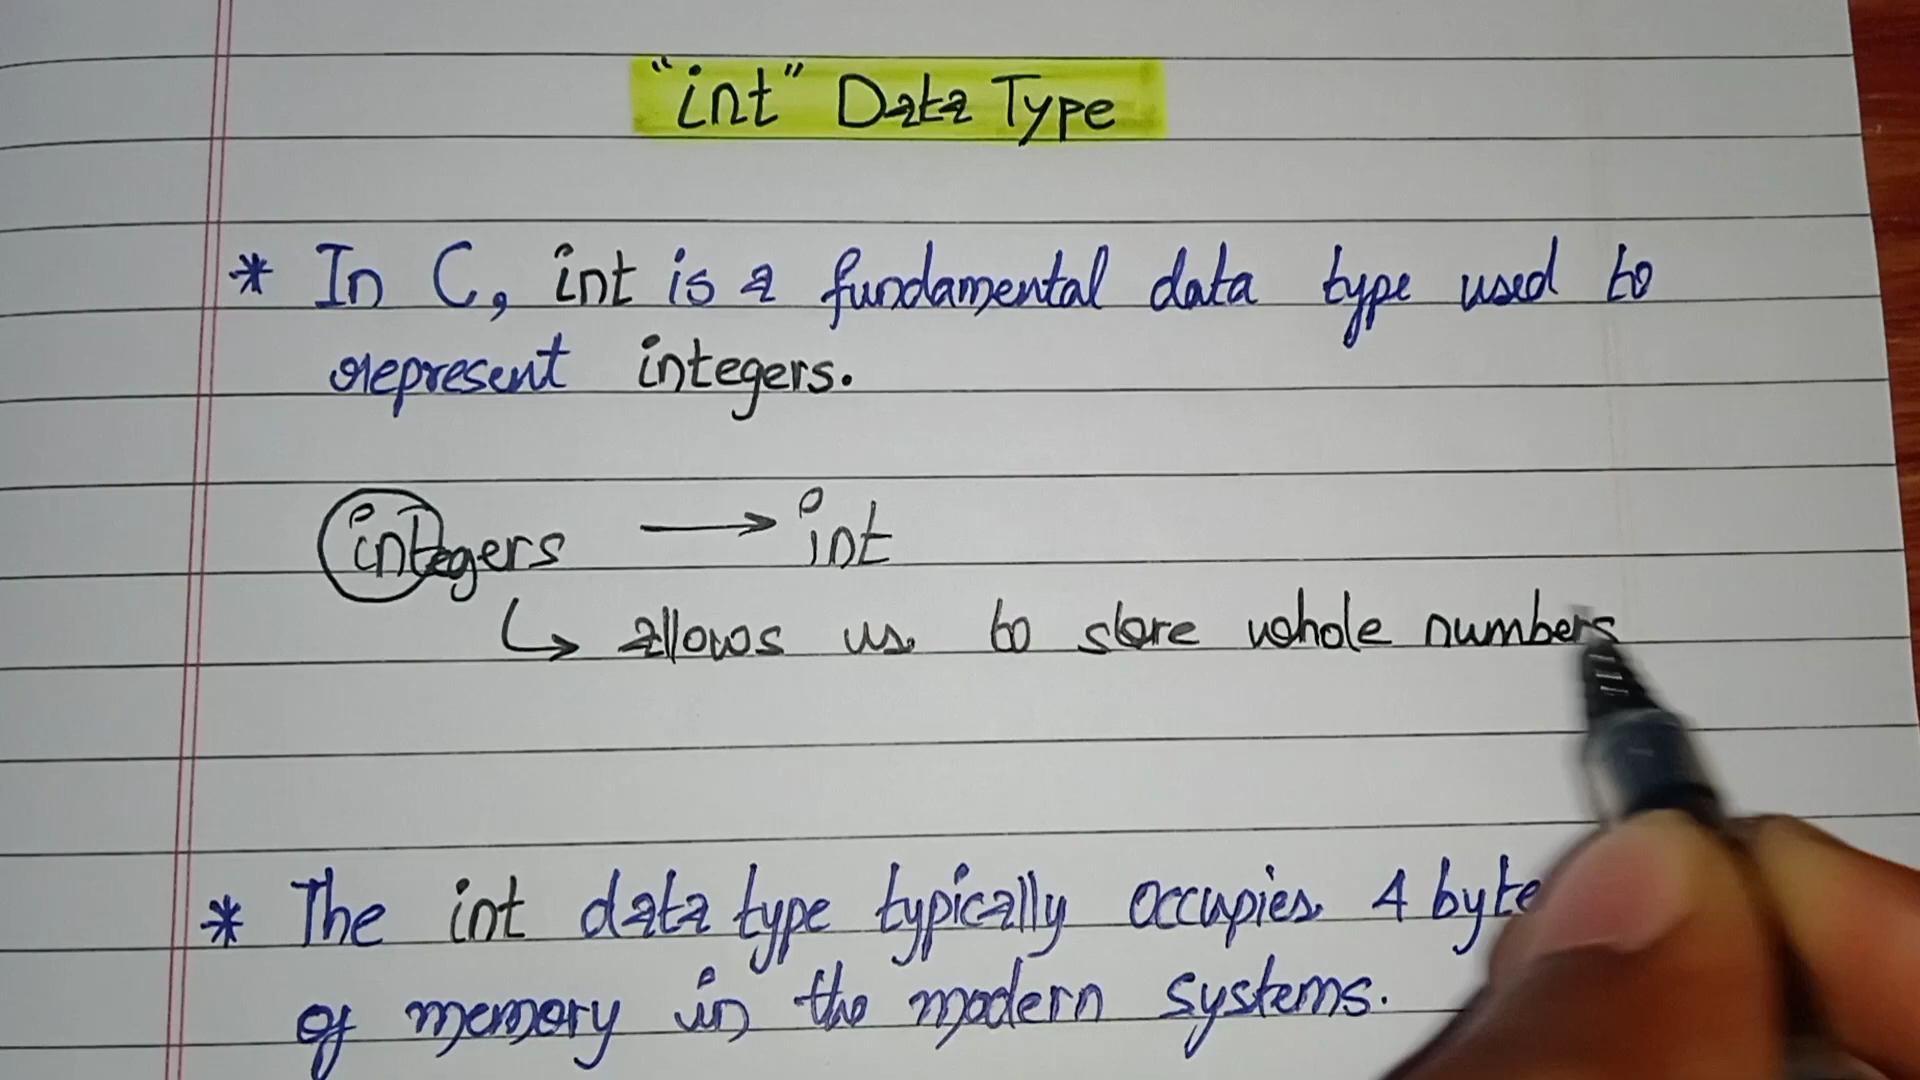 "int" Data Type
* In C, int is a fundamental data type used to
represent integers.
integers → int
↳ allows us to store whole numbers
* The int data type typically occupies 4 byte
of memory in the modern systems.